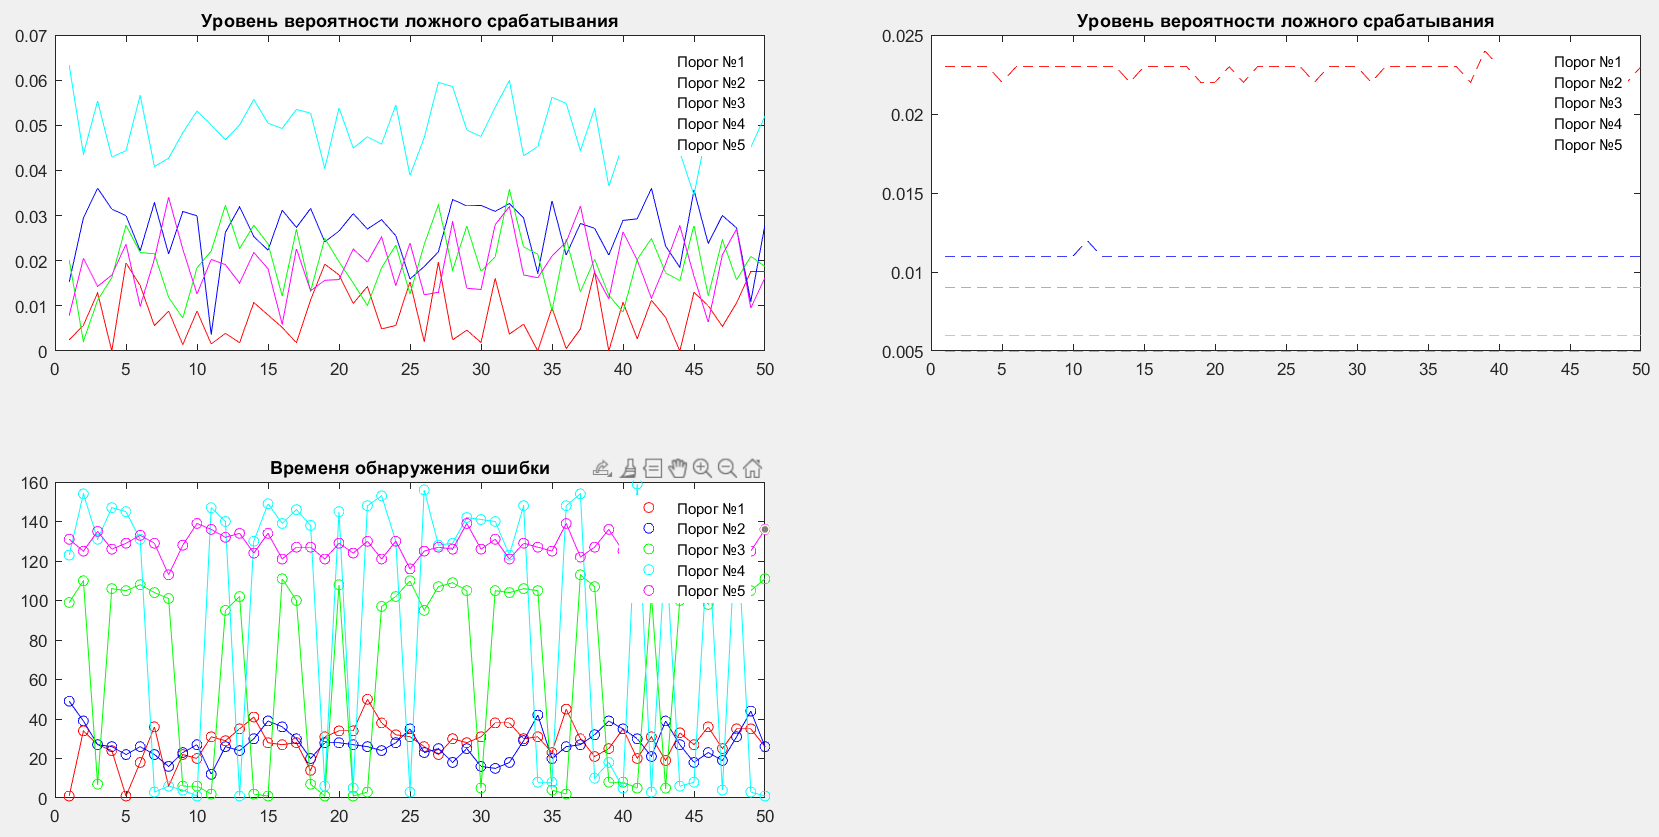 Уровень вероятности ложного срабатывания
0.07
0.06
0.05
0.04
0.03
0.02
0.01
0
0 5 10 15 20 25 30 35 40 45 50
Порог №1
Порог №2
Порог №3
Порог №4
Порог №5
Уровень вероятности ложного срабатывания
0.025
0.02
0.015
0.01
0.005
0 5 10 15 20 25 30 35 40 45 50
Порог №1
Порог №2
Порог №3
Порог №4
Порог №5
Временя обнаружения ошибки
160
140
120
100
80
60
40
20
0
0 5 10 15 20 25 30 35 40 45 50
Порог №1
Порог №2
Порог №3
Порог №4
Порог №5